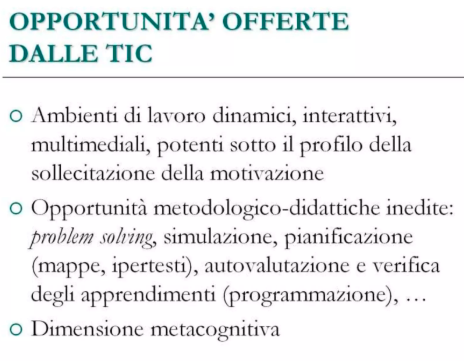 OPPORTUNITA' OFFERTE
DALLE TIC
Ambienti di lavoro dinamici, interattivi,
multimediali, potenti sotto il profilo della
sollecitazione della motivazione
Opportunità metodologico-didattiche inedite:
problem solving, simulazione, pianificazione
(mappe, ipertesti), autovalutazione e verifica
degli apprendimenti (programmazione), …
Dimensione metacognitiva